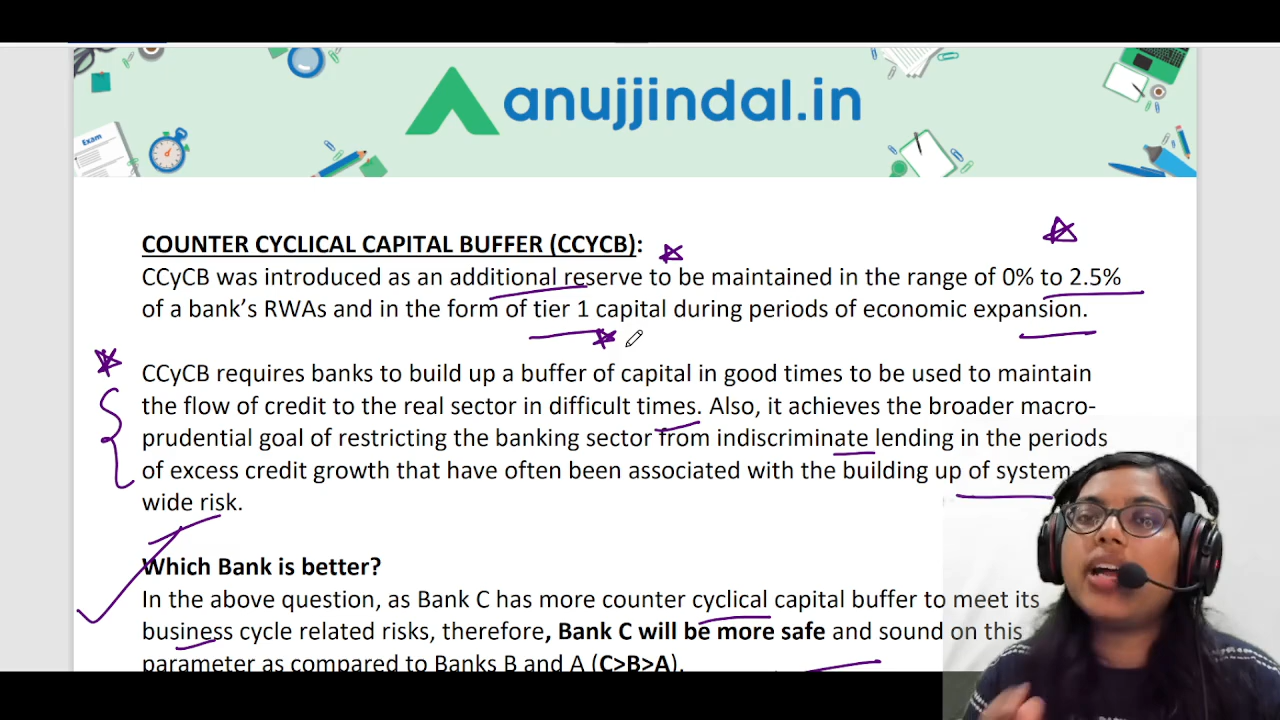 anujjindal.in
Exam
COUNTER CYCLICAL CAPITAL BUFFER (CCYCB):
CCyCB was introduced as an additional reserve to be maintained in the range of 0% to 2.5%
of a bank’s RWAs and in the form of tier 1 capital during periods of economic expansion.
CCyCB requires banks to build up a buffer of capital in good times to be used to maintain
the flow of credit to the real sector in difficult times. Also, it achieves the broader macro-
prudential goal of restricting the banking sector from indiscriminate lending in the periods
of excess credit growth that have often been associated with the building up of system-
wide risk.
Which Bank is better?
In the above question, as Bank C has more counter cyclical capital buffer to meet its
business cycle related risks, therefore, Bank C will be more safe and sound on this
parameter as compared to Banks B and A (C>B>A).